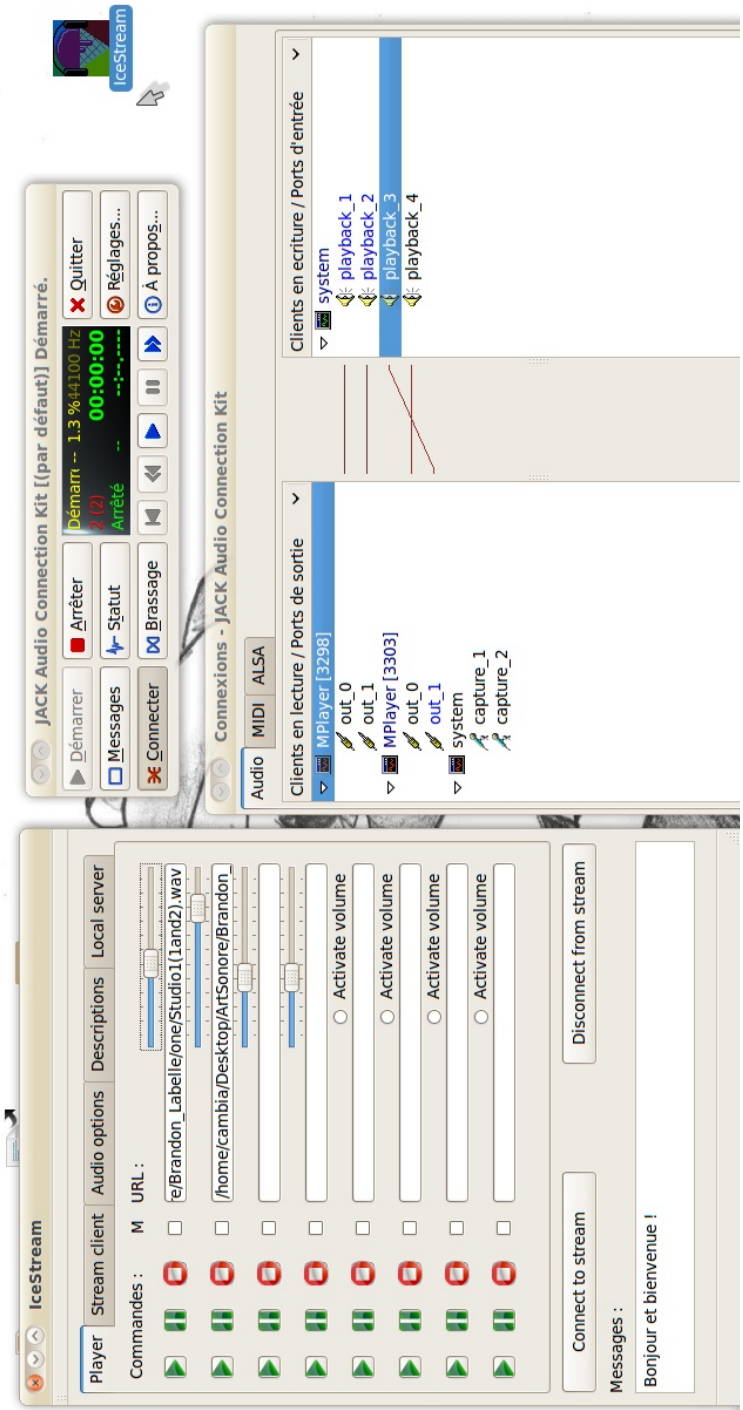 IceStream
Player Stream client Audio options Descriptions Local server
Commandes : M URL :
e/Brandon_Labelle/one/Studio1(1and2).wav
/home/cambia/Desktop/ArtSonore/Brandon_
Activate volume
Activate volume
Activate volume
Activate volume
Connect to stream Disconnect from stream
Messages :
Bonjour et bienvenue !
JACK Audio Connection Kit [(par défaut)] Démarré.
Démarrer Arrêter Démarré -- 1.3 % 44100 Hz Quitter
Messages Statut 2 (2) 00:00:00 Réglages...
Connecter Brassage Arrêté -- --:--.---- À propos...
Connexions - JACK Audio Connection Kit
Audio MIDI ALSA
Clients en lecture / Ports de sortie
MPlayer [3298]
out_0
out_1
MPlayer [3303]
out_0
out_1
system
capture_1
capture_2
Clients en ecriture / Ports d'entrée
system
playback_1
playback_2
playback_3
playback_4
IceStream